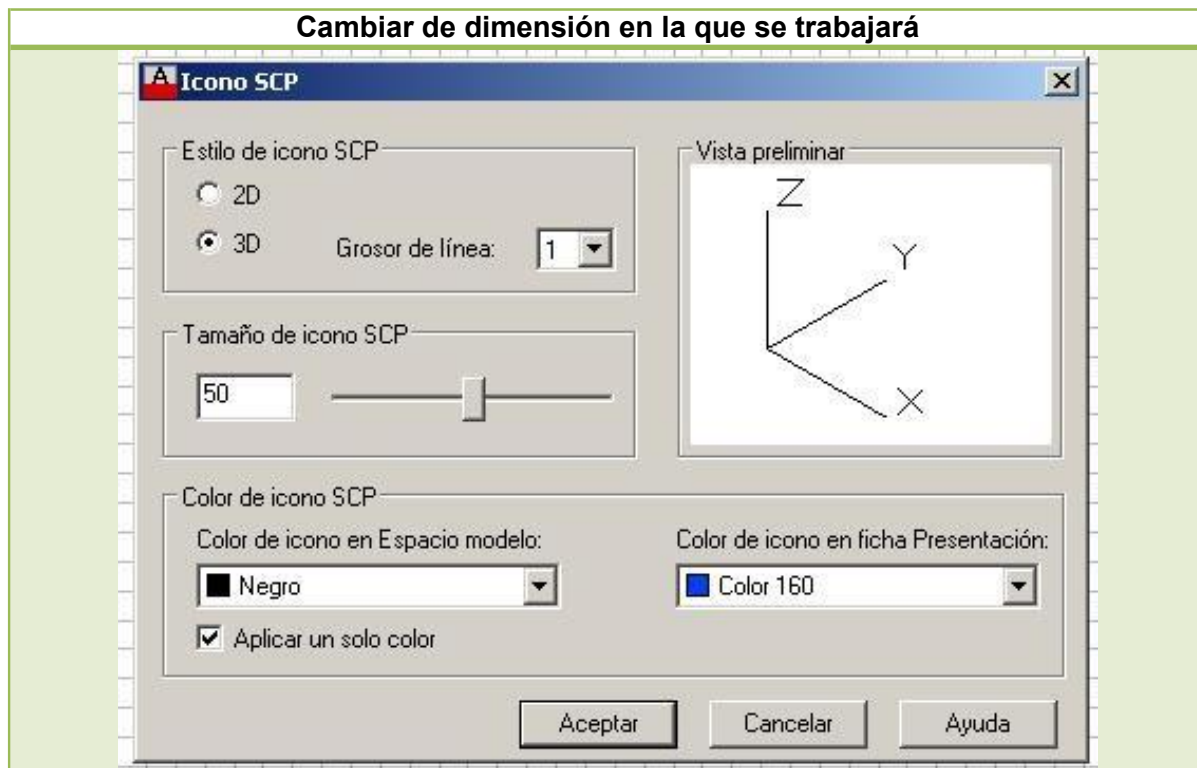 Cambiar de dimensión en la que se trabajará
Icono SCP
Estilo de icono SCP
2D
3D
Grosor de línea:
1
Vista preliminar
Z
Y
X
Tamaño de icono SCP
50
Color de icono SCP
Color de icono en Espacio modelo:
Negro
Aplicar un solo color
Color de icono en ficha Presentación:
Color 160
Aceptar
Cancelar
Ayuda